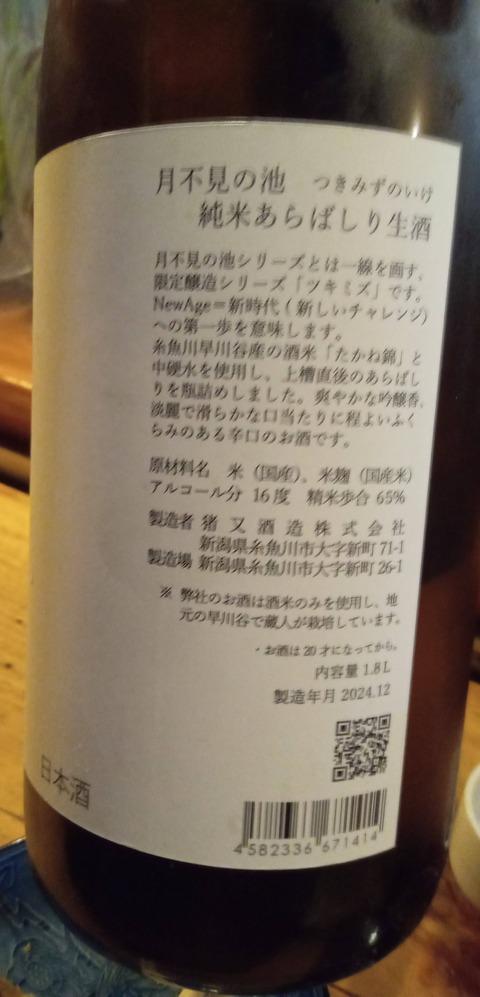 月不見の池 つきみずのいけ
純米あらばしり生酒
月不見の池シリーズとは一線を画す、
限定醸造シリーズ「ツキミズ」です。
NewAge=新時代(新しいチャレンジ)
への第一歩を意味します。
糸魚川早川谷産の酒米「たかね錦」と
中硬水を使用し、上槽直後のあらばし
りを瓶詰めしました。爽やかな吟醸香、
淡麗で滑らかな口当たりに程よいふく
らみのある辛口のお酒です。
原材料名 米(国産)、米麹(国産米)
アルコール分 16度 精米歩合 65%
製造者 猪又酒造株式会社
新潟県糸魚川市大字新町 71-1
製造場 新潟県糸魚川市大字新町 26-1
※ 弊社のお酒は酒米のみを使用し、地
元の早川谷で蔵人が栽培しています。
・お酒は20才になってから。
内容量 1.8L
製造年月 2024.12
日本酒
4582336671414